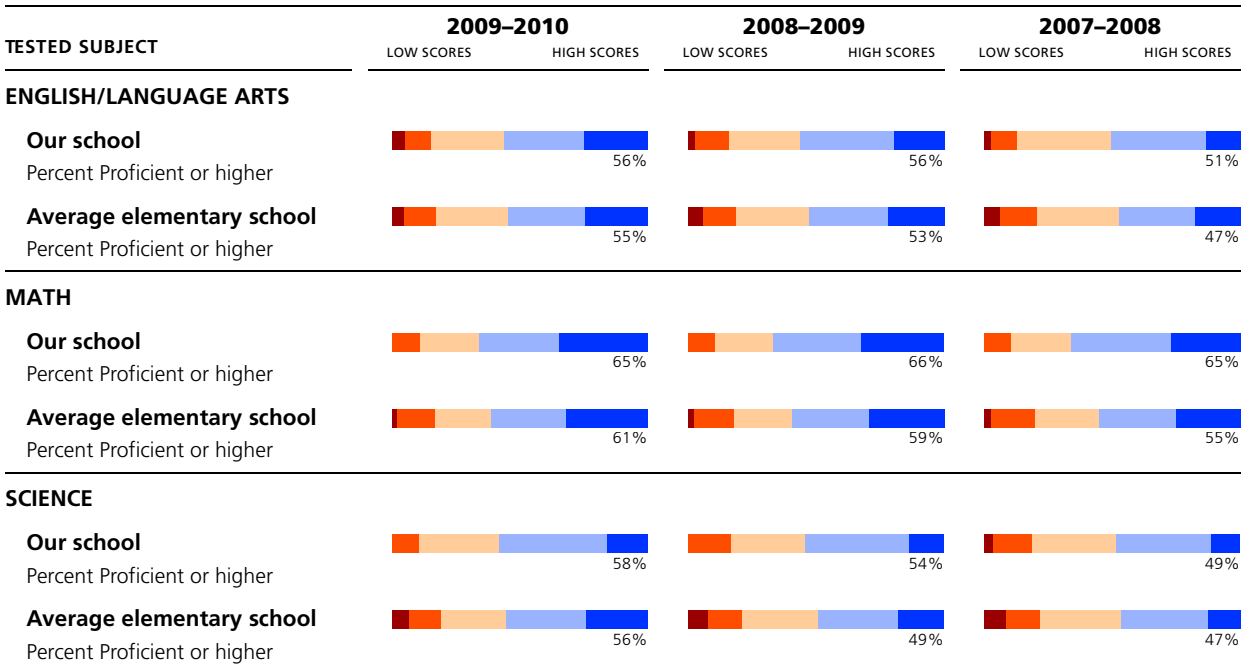 2009–2010 2008–2009 2007–2008
TESTED SUBJECT LOW SCORES HIGH SCORES LOW SCORES HIGH SCORES LOW SCORES HIGH SCORES
ENGLISH/LANGUAGE ARTS
Our school
56% 56% 51%
Percent Proficient or higher
Average elementary school
55% 53% 47%
Percent Proficient or higher
MATH
Our school
65% 66% 65%
Percent Proficient or higher
Average elementary school
61% 59% 55%
Percent Proficient or higher
SCIENCE
Our school
58% 54% 49%
Percent Proficient or higher
Average elementary school
56% 49% 47%
Percent Proficient or higher